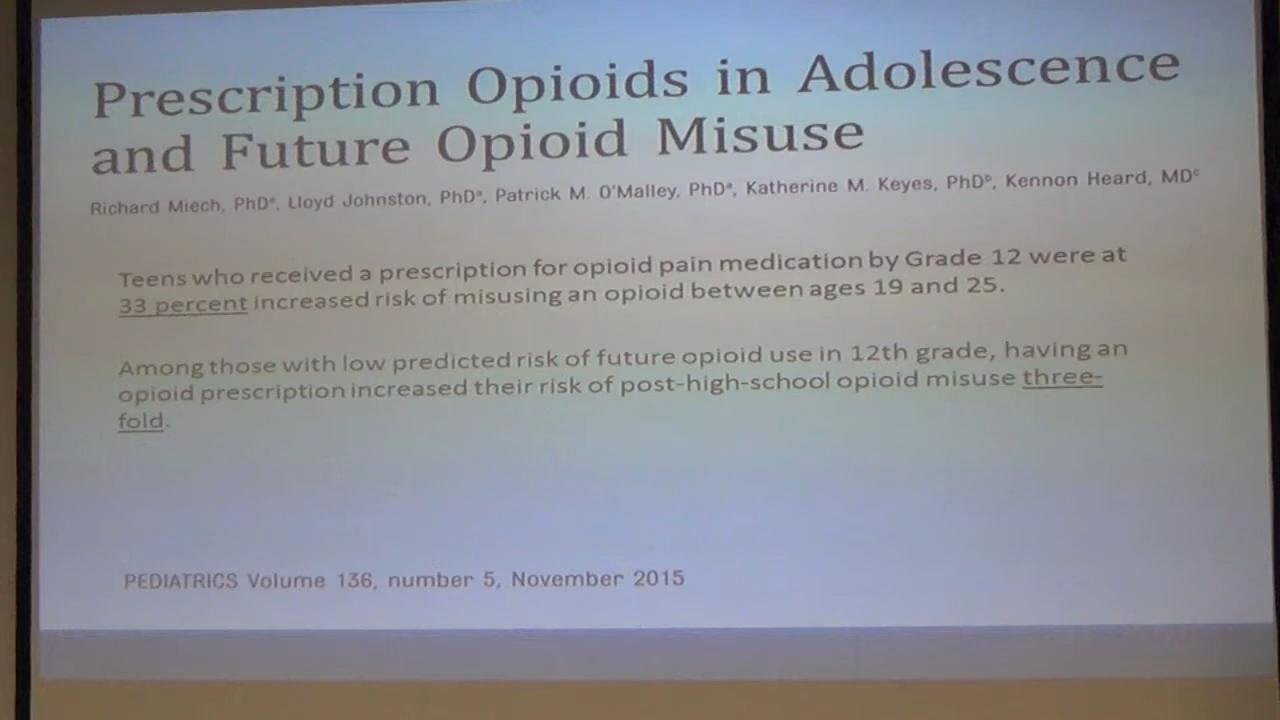 Prescription Opioids in Adolescence
and Future Opioid Misuse
Richard Miech, PhDᵃ, Lloyd Johnston, PhDᵃ, Patrick M. O'Malley, PhDᵃ, Katherine M. Keyes, PhDᵇ, Kennon Heard, MDᶜ
Teens who received a prescription for opioid pain medication by Grade 12 were at
33 percent increased risk of misusing an opioid between ages 19 and 25.
Among those with low predicted risk of future opioid use in 12th grade, having an
opioid prescription increased their risk of post-high-school opioid misuse three-
fold.
PEDIATRICS Volume 136, number 5, November 2015